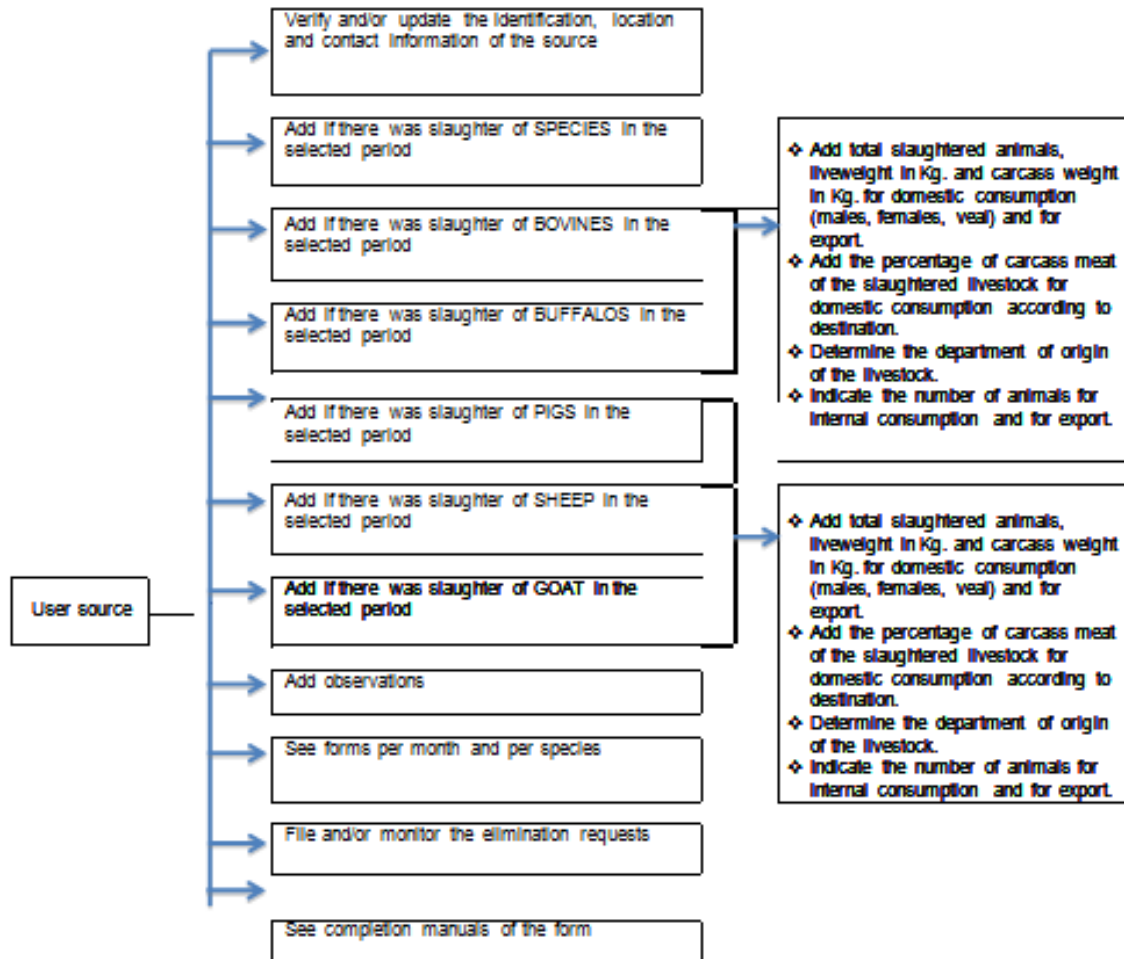 Verify and/or update the identification, location
and contact information of the source
Add if there was slaughter of SPECIES in the
selected period
Add if there was slaughter of BOVINES in the
selected period
Add if there was slaughter of BUFFALOS in the
selected period
Add if there was slaughter of PIGS in the
selected period
Add if there was slaughter of SHEEP in the
selected period
Add if there was slaughter of GOAT in the
selected period
User source
Add observations
See forms per month and per species
File and/or monitor the elimination requests
See completion manuals of the form
❖ Add total slaughtered animals,
liveweight in Kg. and carcass weight
in Kg. for domestic consumption
(males, females, veal) and for
export.
❖ Add the percentage of carcass meat
of the slaughtered livestock for
domestic consumption according to
destination.
❖ Determine the department of origin
of the livestock.
❖ Indicate the number of animals for
internal consumption and for export.
❖ Add total slaughtered animals,
liveweight in Kg. and carcass weight
in Kg. for domestic consumption
(males, females, veal) and for
export.
❖ Add the percentage of carcass meat
of the slaughtered livestock for
domestic consumption according to
destination.
❖ Determine the department of origin
of the livestock.
❖ Indicate the number of animals for
internal consumption and for export.